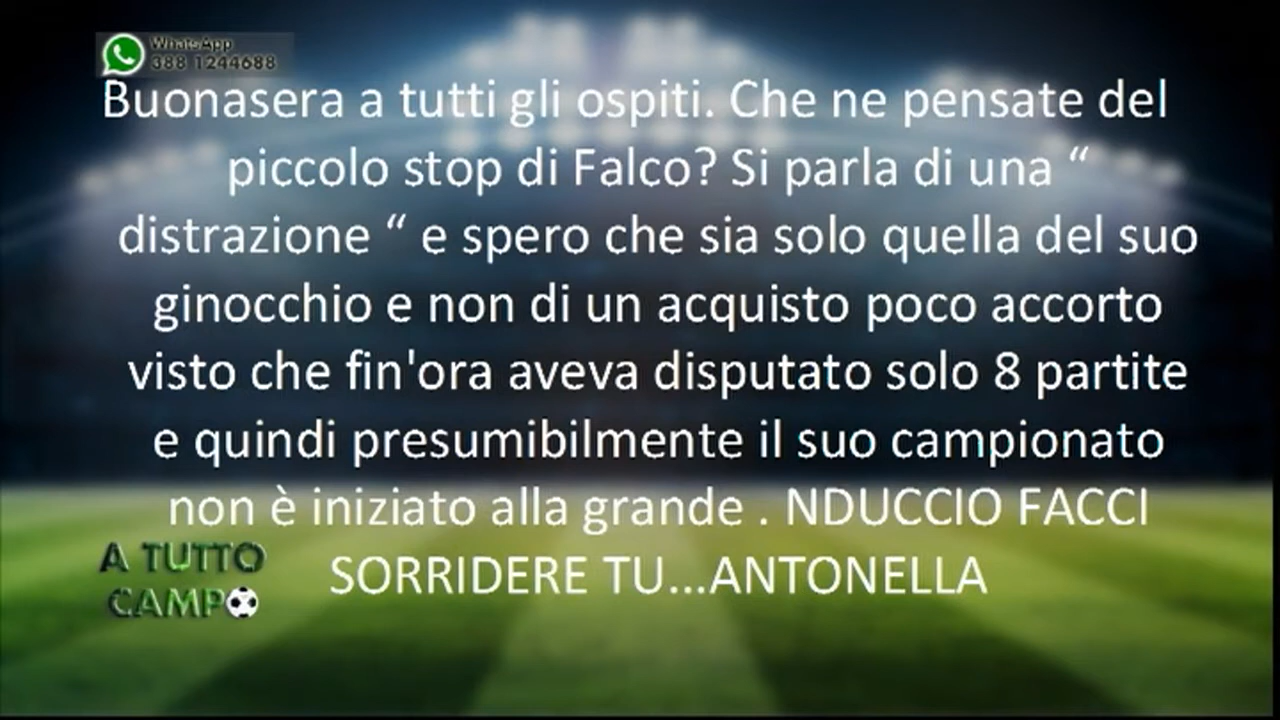 WhatsApp
388 1244688
Buonasera a tutti gli ospiti. Che ne pensate del
piccolo stop di Falco? Si parla di una “
distrazione “ e spero che sia solo quella del suo
ginocchio e non di un acquisto poco accorto
visto che fin'ora aveva disputato solo 8 partite
e quindi presumibilmente il suo campionato
non è iniziato alla grande . NDUCCIO FACCI
SORRIDERE TU...ANTONELLA
A TUTTO
CAMPO